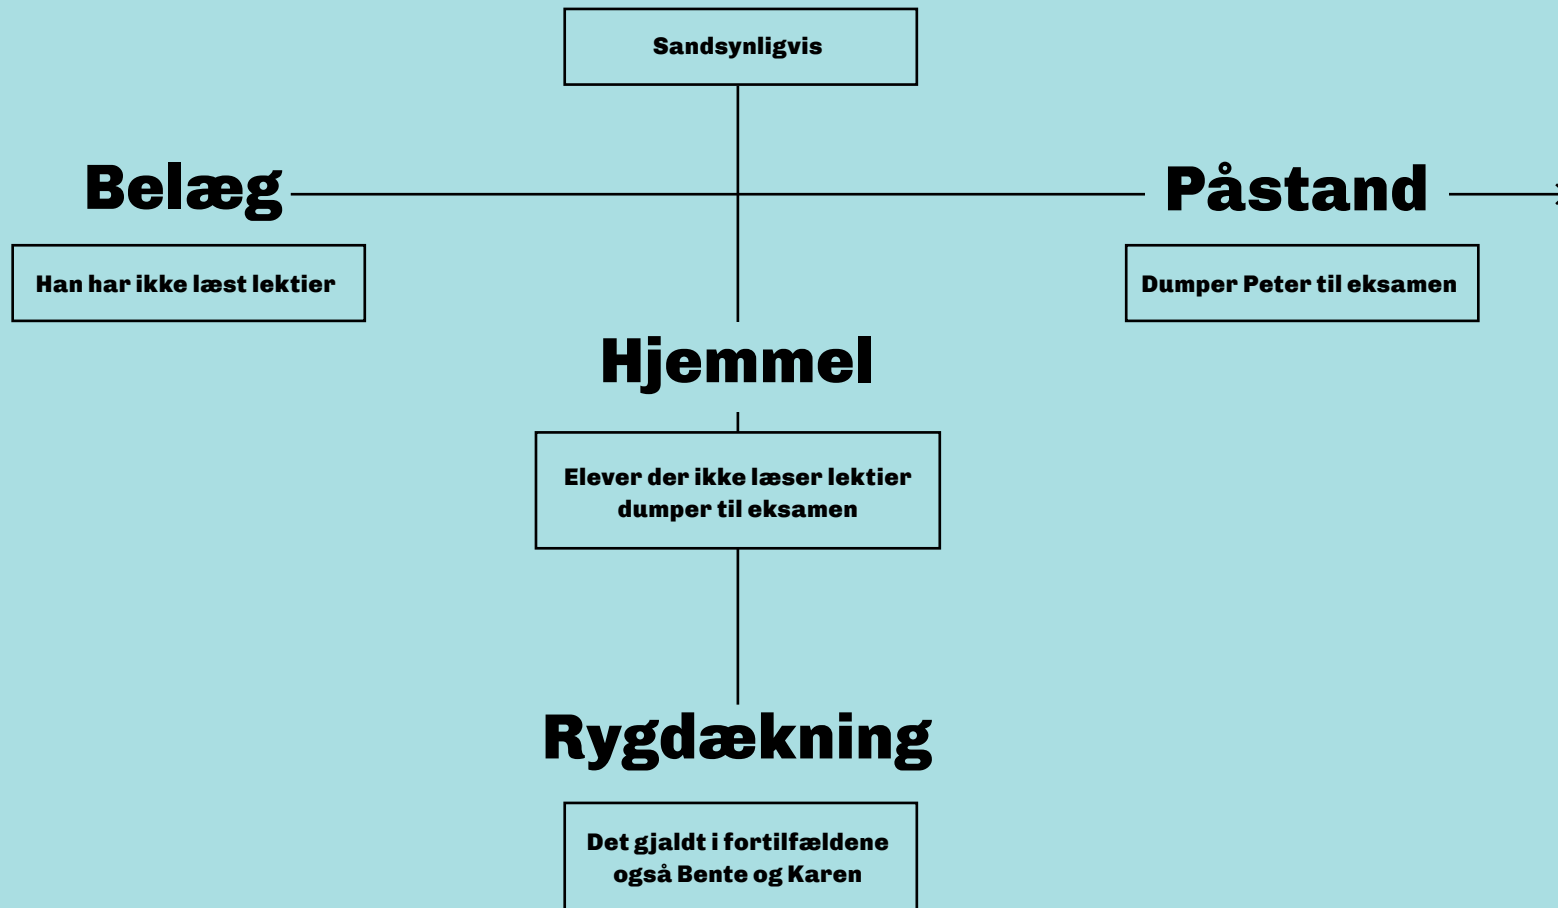 Sandsynligvis
Belæg
Påstand
Han har ikke læst lektier
Dumper Peter til eksamen
Hjemmel
Elever der ikke læser lektier
dumper til eksamen
Rygdækning
Det gjaldt i fortilfældene
også Bente og Karen